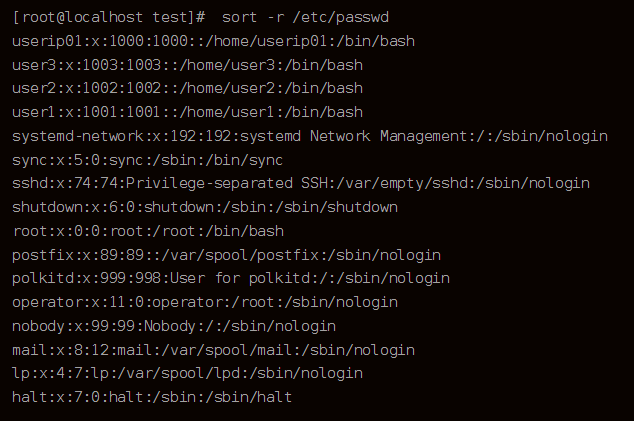 [root@localhost test]#  sort -r /etc/passwd
userip01:x:1000:1000::/home/userip01:/bin/bash
user3:x:1003:1003::/home/user3:/bin/bash
user2:x:1002:1002::/home/user2:/bin/bash
user1:x:1001:1001::/home/user1:/bin/bash
systemd-network:x:192:192:systemd Network Management:/:/sbin/nologin
sync:x:5:0:sync:/sbin:/bin/sync
sshd:x:74:74:Privilege-separated SSH:/var/empty/sshd:/sbin/nologin
shutdown:x:6:0:shutdown:/sbin:/sbin/shutdown
root:x:0:0:root:/root:/bin/bash
postfix:x:89:89::/var/spool/postfix:/sbin/nologin
polkitd:x:999:998:User for polkitd:/:/sbin/nologin
operator:x:11:0:operator:/root:/sbin/nologin
nobody:x:99:99:Nobody:/:/sbin/nologin
mail:x:8:12:mail:/var/spool/mail:/sbin/nologin
lp:x:4:7:lp:/var/spool/lpd:/sbin/nologin
halt:x:7:0:halt:/sbin:/sbin/halt